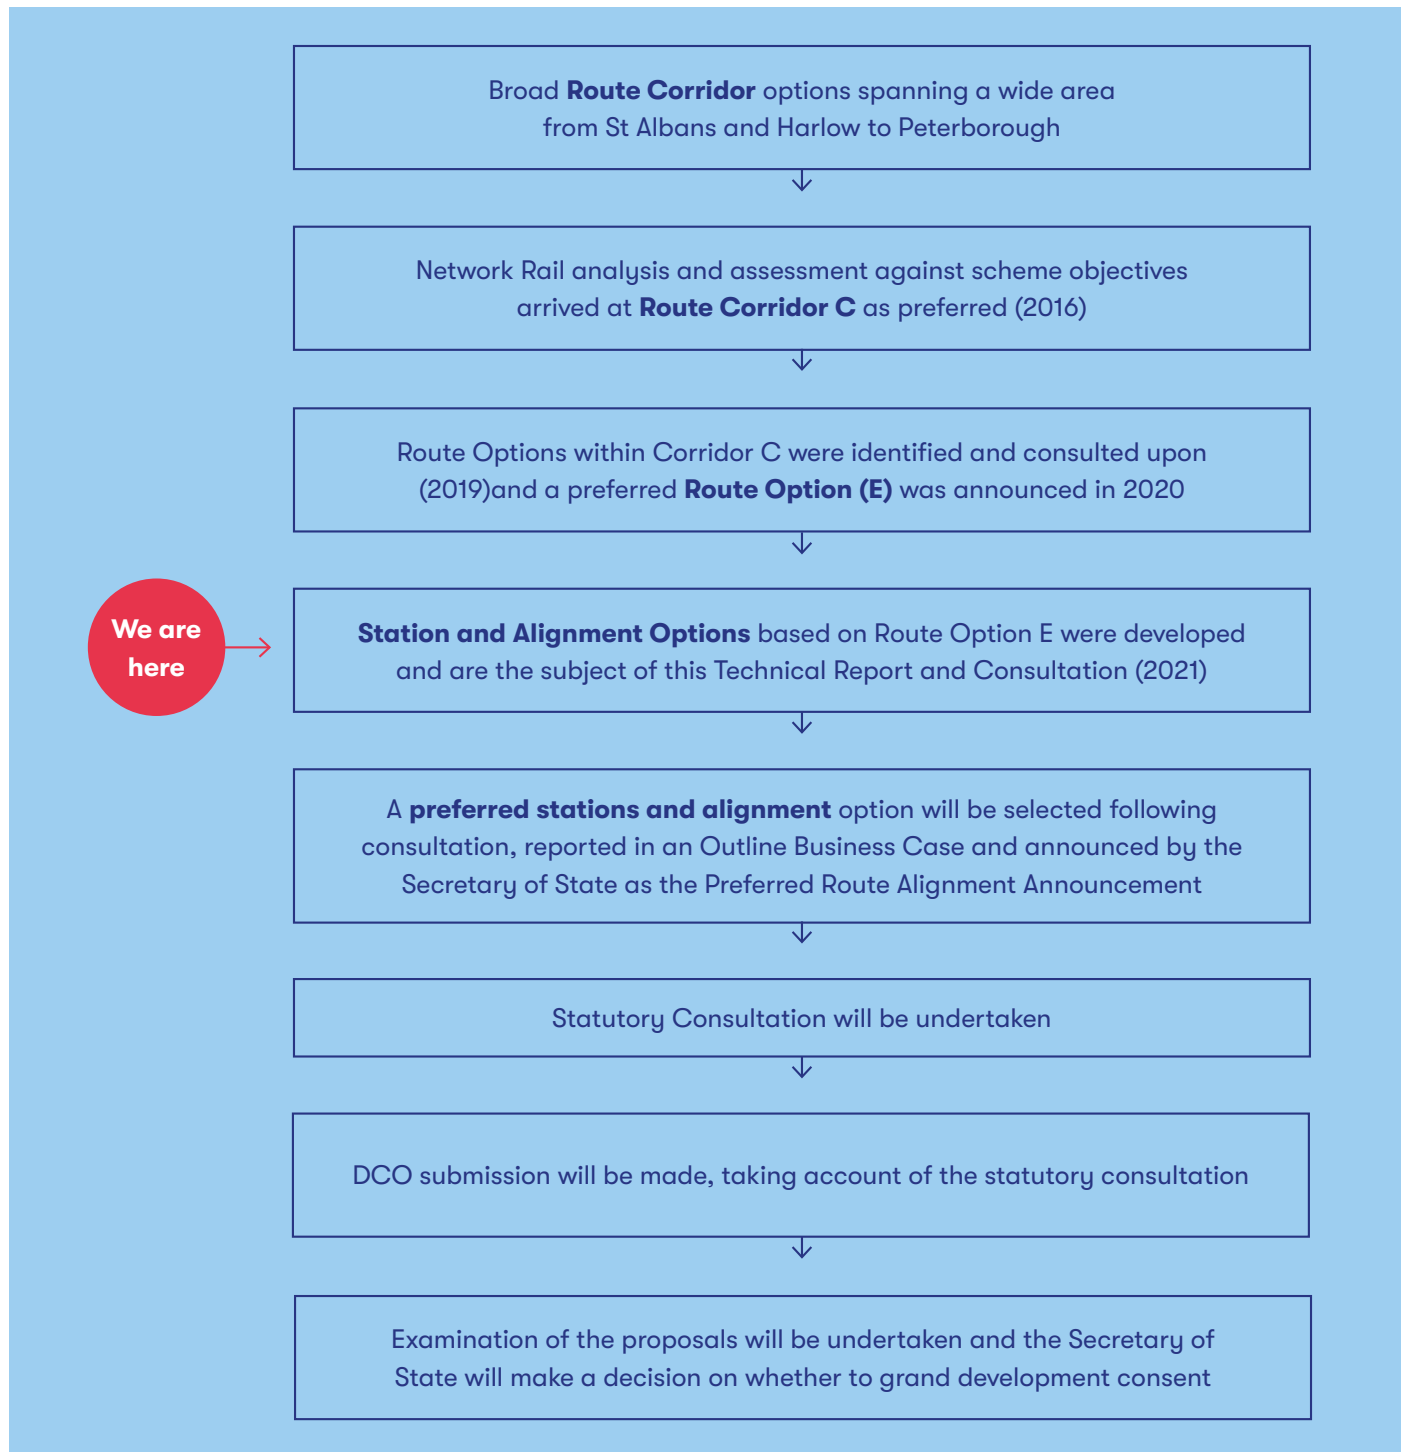 Broad Route Corridor options spanning a wide area
from St Albans and Harlow to Peterborough
Network Rail analysis and assessment against scheme objectives
arrived at Route Corridor C as preferred (2016)
Route Options within Corridor C were identified and consulted upon
(2019)and a preferred Route Option (E) was announced in 2020
We are
here
Station and Alignment Options based on Route Option E were developed
and are the subject of this Technical Report and Consultation (2021)
A preferred stations and alignment option will be selected following
consultation, reported in an Outline Business Case and announced by the
Secretary of State as the Preferred Route Alignment Announcement
Statutory Consultation will be undertaken
DCO submission will be made, taking account of the statutory consultation
Examination of the proposals will be undertaken and the Secretary of
State will make a decision on whether to grand development consent